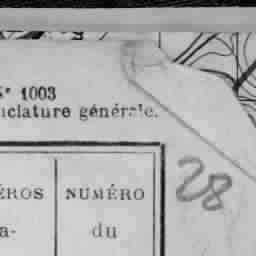 N° 1003
nclature générale.
ÉROS NUMÉRO
a- du
28